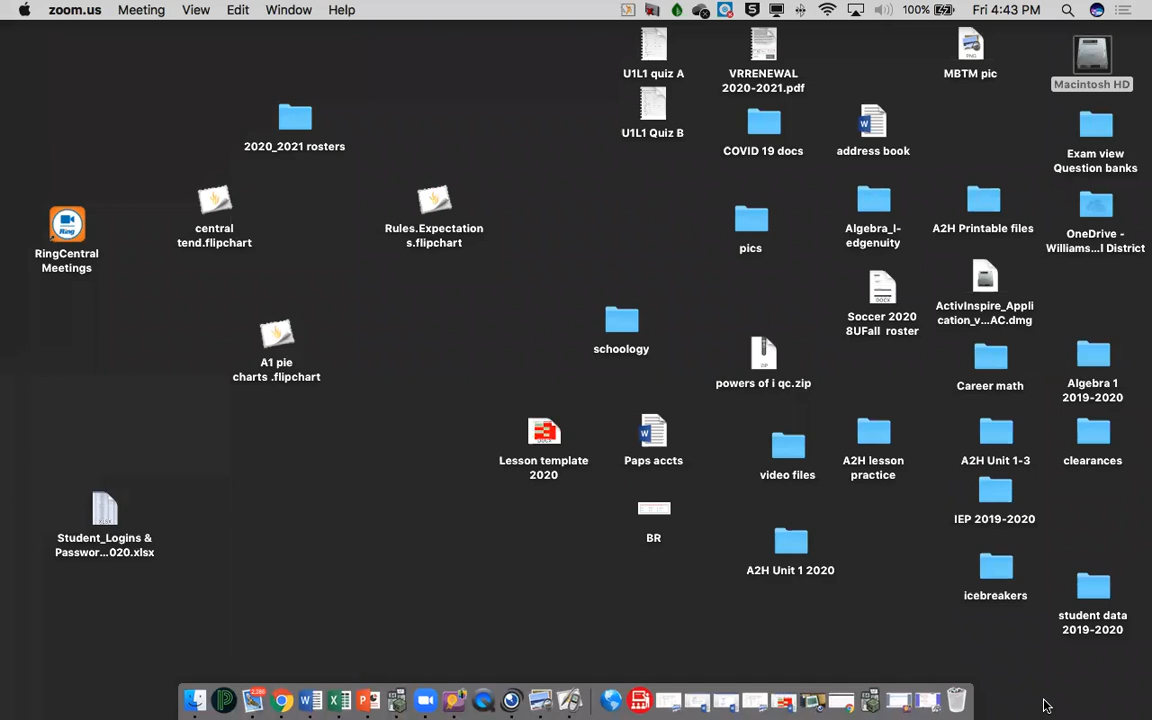 zoom.us Meeting View Edit Window Help 100% Fri 4:43 PM
U1L1 quiz A
VRRENEWAL
2020-2021.pdf
MBTM pic
Macintosh HD
U1L1 Quiz B
2020_2021 rosters
COVID 19 docs
address book
Exam view
Question banks
RingCentral
Meetings
central
tend.flipchart
Rules.Expectation
s.flipchart
pics
Algebra_I-
edgenuity
A2H Printable files
OneDrive -
Williams...l District
Soccer 2020
8UFall roster
ActivInspire_Appli
cation_v...AC.dmg
A1 pie
charts .flipchart
schoology
powers of i qc.zip
ZIP
Career math
Algebra 1
2019-2020
Lesson template
2020
Paps accts
video files
A2H lesson
practice
A2H Unit 1-3
clearances
Student_Logins &
Passwor...020.xlsx
BR
IEP 2019-2020
A2H Unit 1 2020
icebreakers
student data
2019-2020